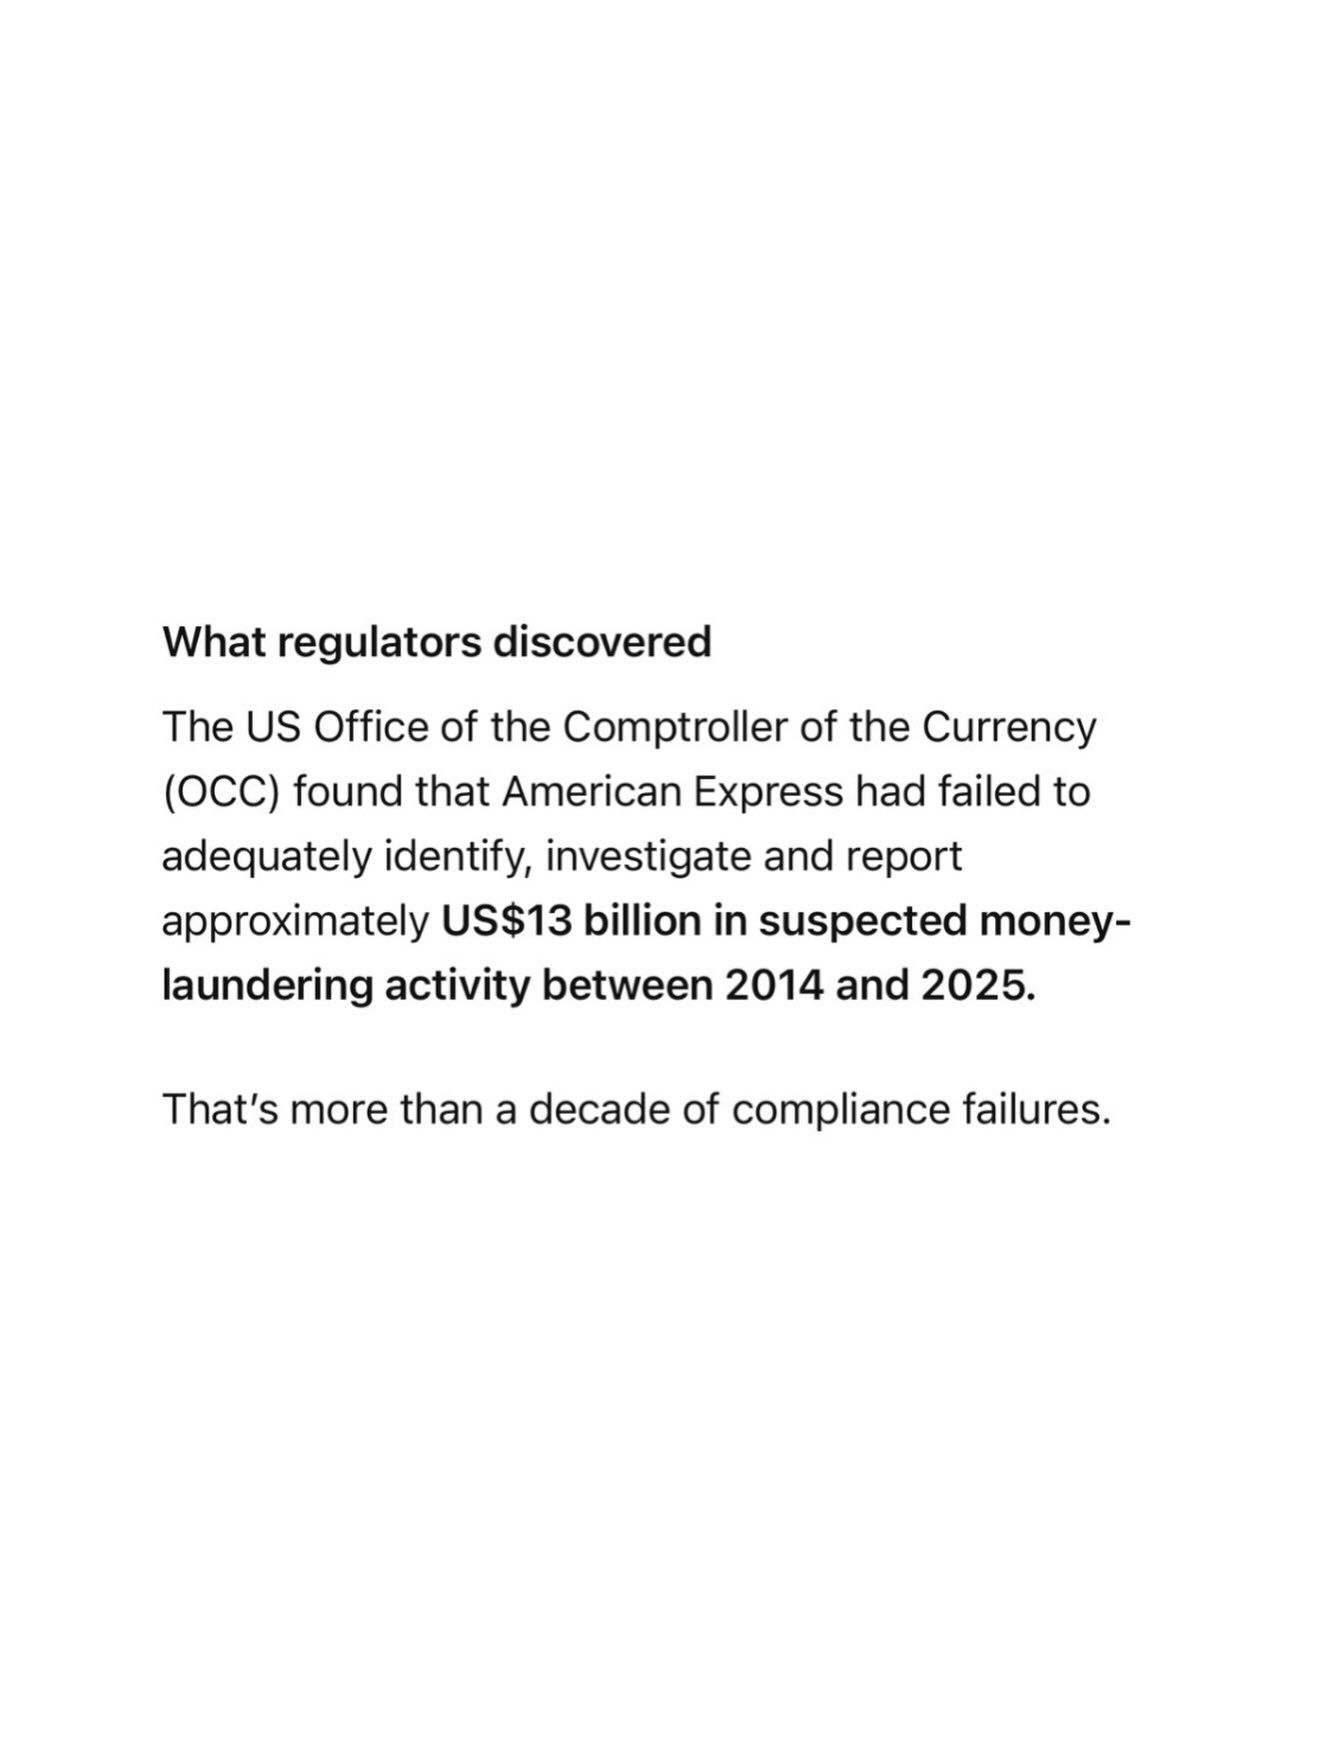 What regulators discovered
The US Office of the Comptroller of the Currency
(OCC) found that American Express had failed to
adequately identify, investigate and report
approximately US$13 billion in suspected money-
laundering activity between 2014 and 2025.
That’s more than a decade of compliance failures.